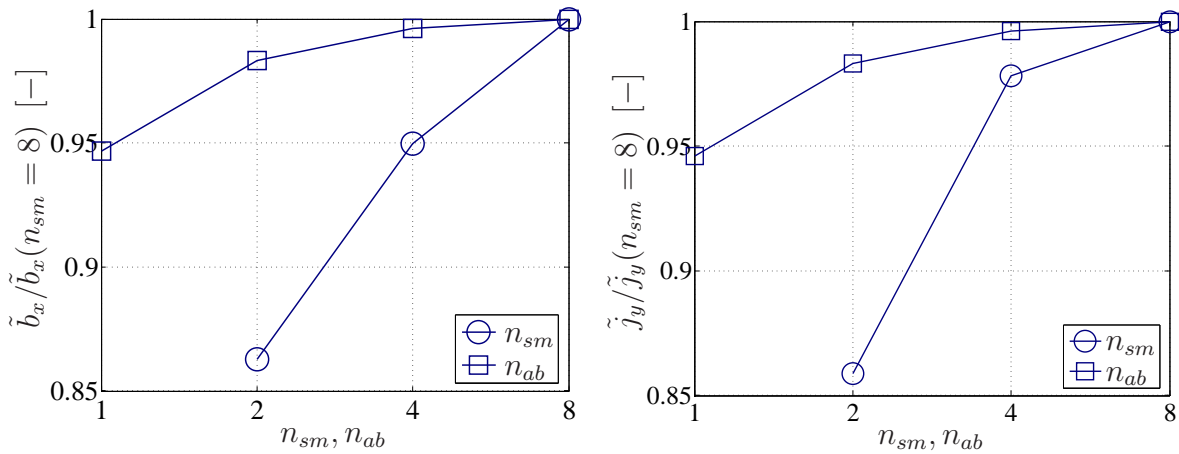 b̃_x/b̃_x(n_sm = 8) [−]
1
0.95
0.9
0.85
1 2 4 8
n_sm, n_ab
n_sm
n_ab
j̃_y/j̃_y(n_sm = 8) [−]
1
0.95
0.9
0.85
1 2 4 8
n_sm, n_ab
n_sm
n_ab